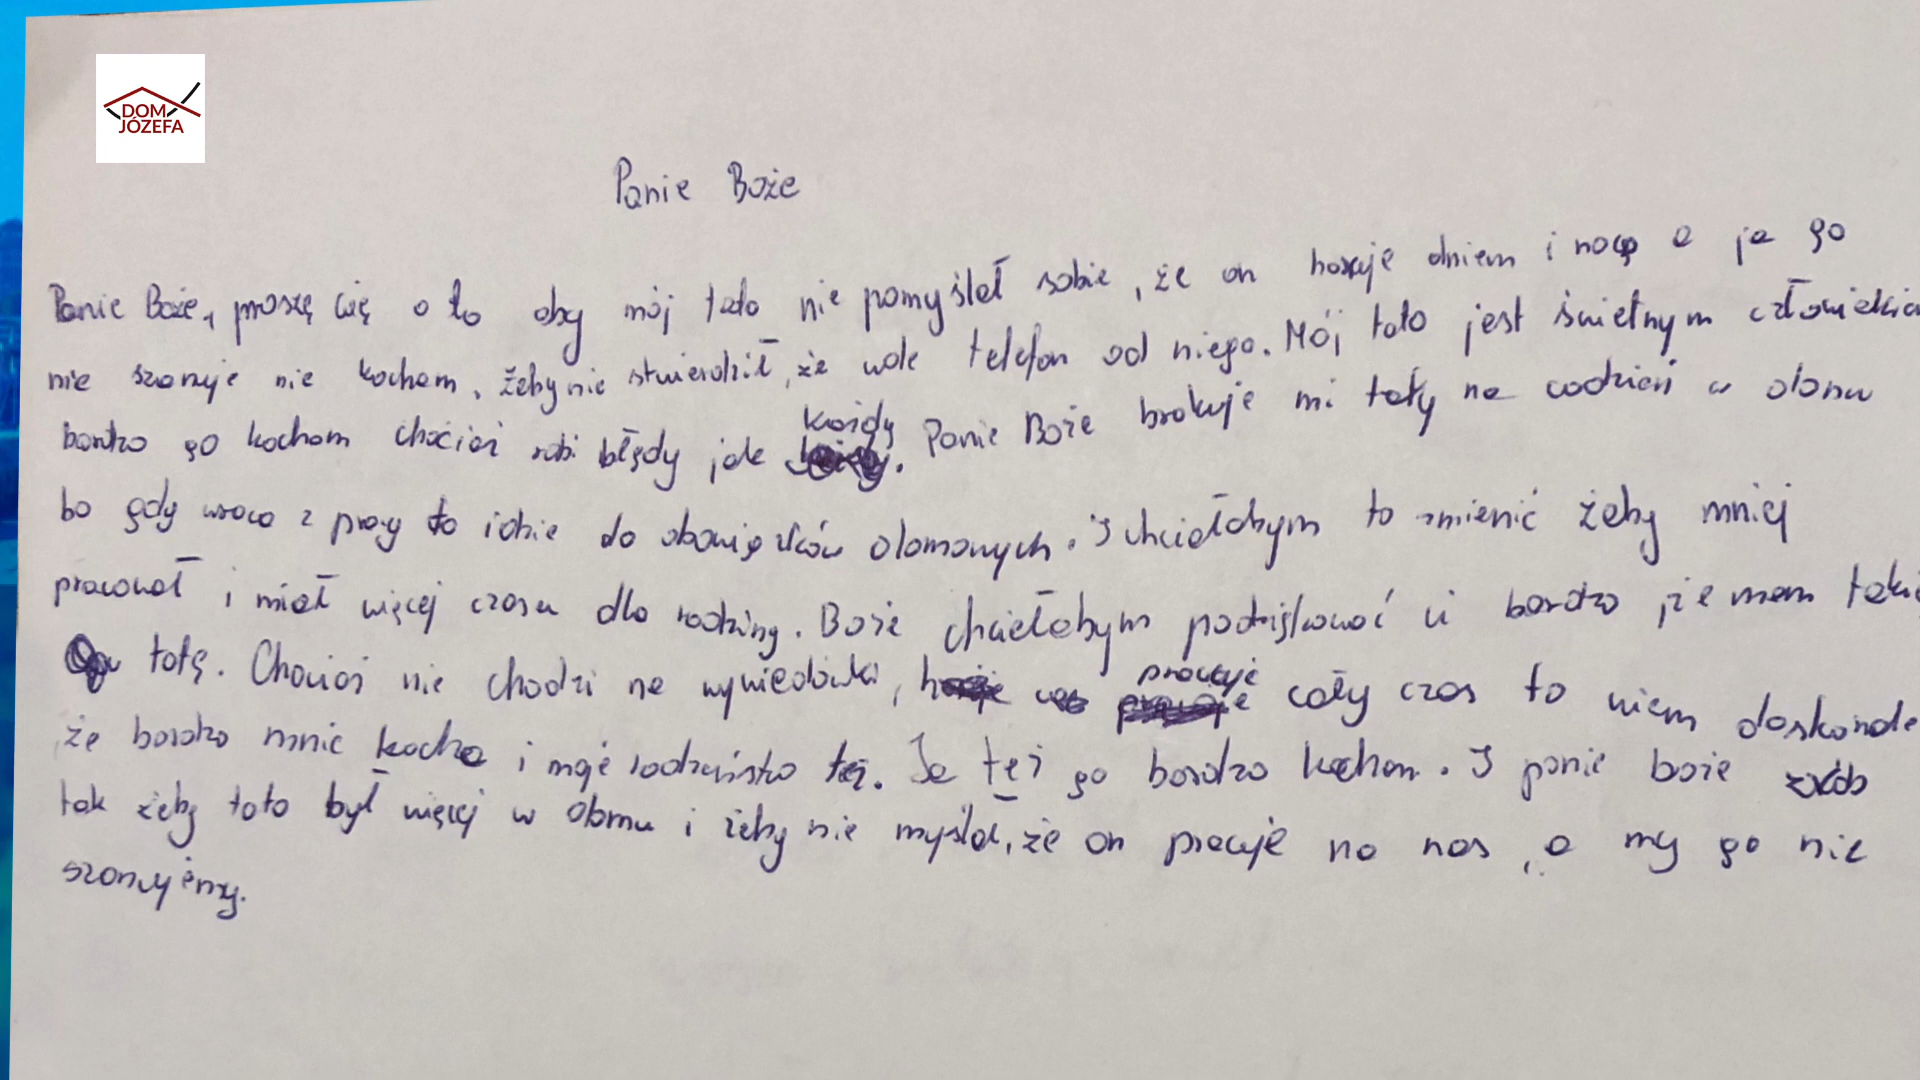 DOM
JÓZEFA
Panie Boże
Panie Boże, proszę Cię o to aby mój tato nie pomyślał sobie, że on haruje dniem i nocą a ja go
nie szanuje nie kocham, żeby nie stwierdził, że wole telefon od niego. Mój tato jest świetnym człowiekie
bardzo go kocham chociaż robi błędy jak każdy. Panie Boże brakuje mi taty na codzień w domu
bo gdy wraca z pracy to idzie do obowiązków domowych. I chciałabym to zmienić żeby mniej
pracował i miał więcej czasu dla rodziny. Boże chciałabym podziękować ci bardzo że mam taki
tatę. Chociaż nie chodzi na wywiadówki, pracuje cały czas to wiem doskonale
że bardzo mnie kocha i moje rodzeństwo też. Ja też go bardzo kocham. I panie boże zrób
tak żeby tato był więcej w domu i żeby nie myślał, że on pracuje na nas, a my go nie
szanujemy.